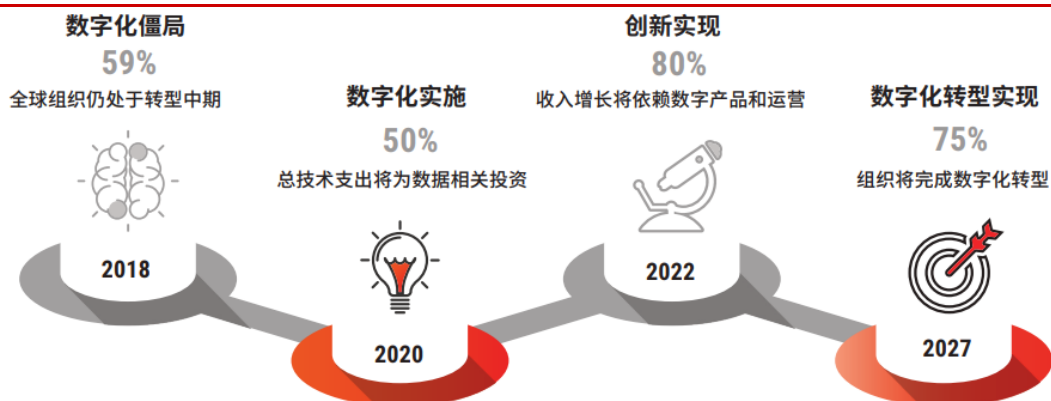 数字化僵局
59%
全球组织仍处于转型中期
2018
数字化实施
50%
总技术支出将为数据相关投资
2020
创新实现
80%
收入增长将依赖数字产品和运营
2022
数字化转型实现
75%
组织将完成数字化转型
2027